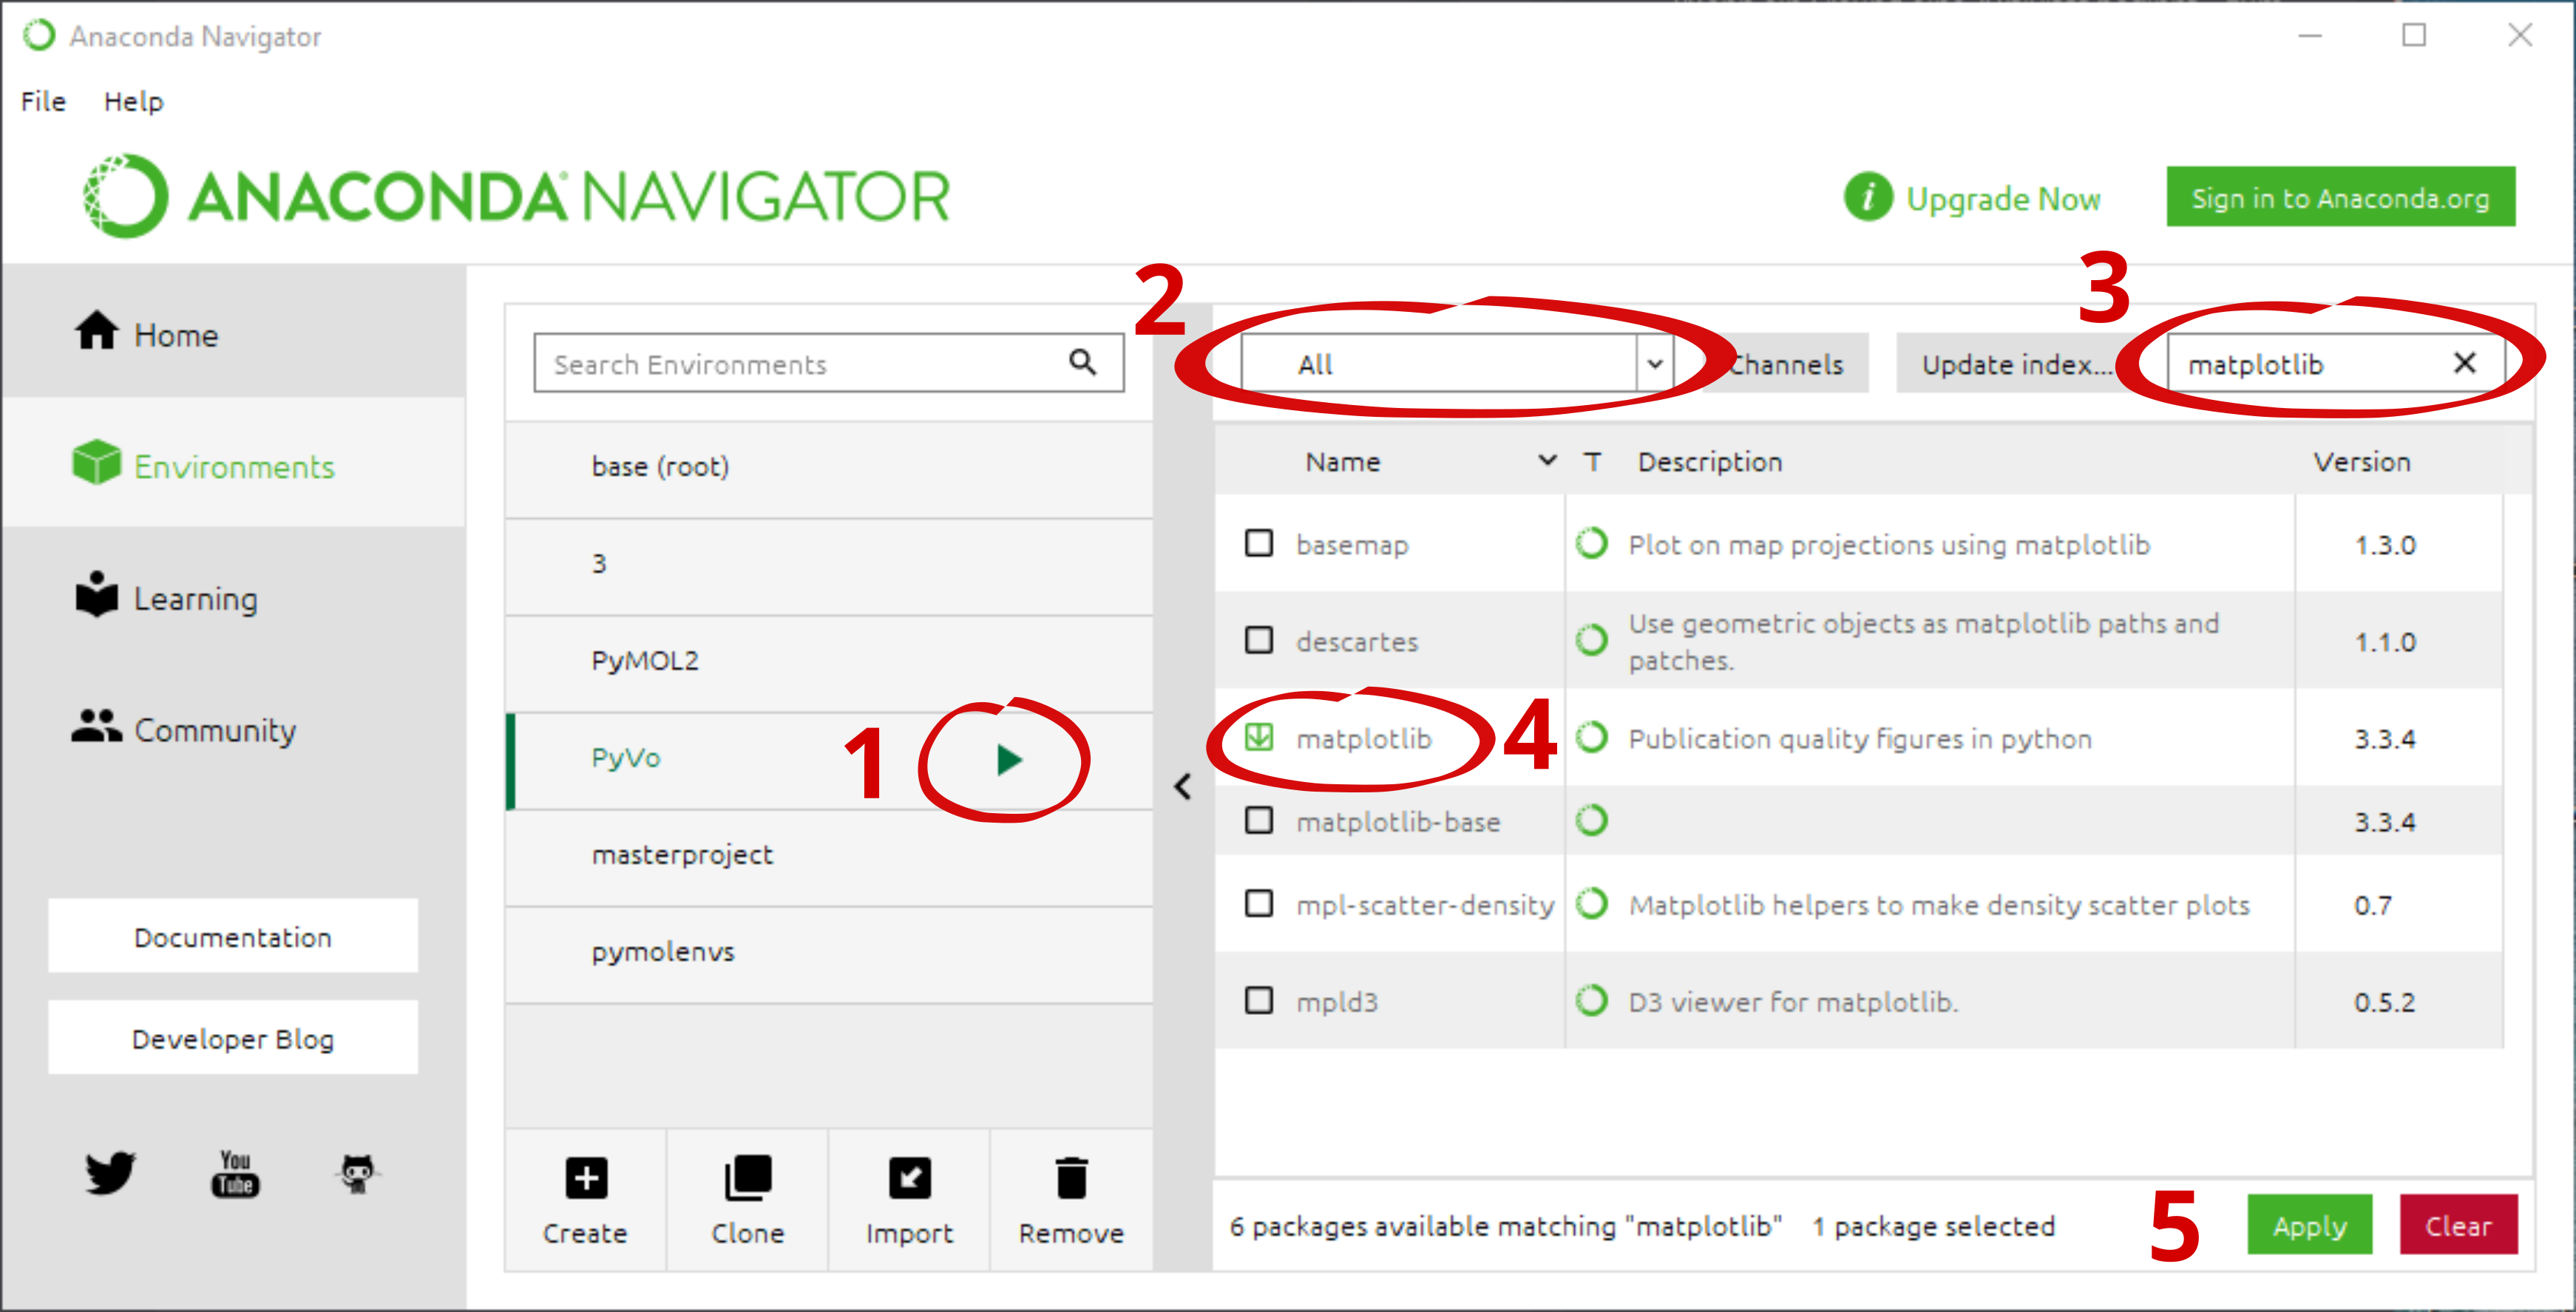 Anaconda Navigator
File Help
ANACONDA NAVIGATOR
Upgrade Now
Sign in to Anaconda.org
Home
Environments
Learning
Community
Documentation
Developer Blog
You
Tube
Search Environments
base (root)
3
PyMOL2
PyVo
1
masterproject
pymolenvs
Create Clone Import Remove
2
All
Channels
Update index...
3
matplotlib
Name T Description Version
basemap Plot on map projections using matplotlib 1.3.0
descartes Use geometric objects as matplotlib paths and
patches. 1.1.0
matplotlib 4 Publication quality figures in python 3.3.4
matplotlib-base 3.3.4
mpl-scatter-density Matplotlib helpers to make density scatter plots 0.7
mpld3 D3 viewer for matplotlib. 0.5.2
6 packages available matching "matplotlib" 1 package selected
5
Apply
Clear